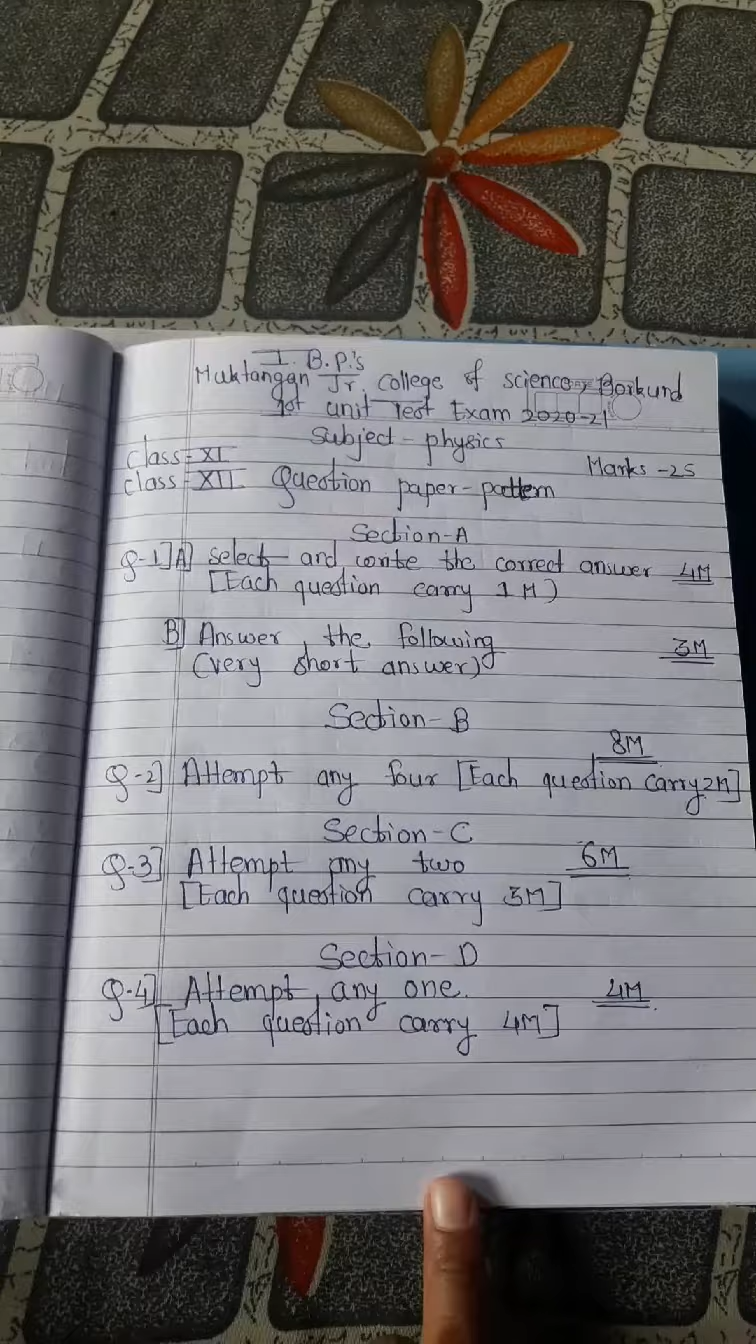 I. B.P.'s
Muktangan Jr. college of science, Borkund
1st unit Test Exam 2020-21
Subject - physics
class - XI
Marks - 25
class - XII Question paper - pattern
Section-A
Q-1] A] select and write the correct answer 4M
[Each question carry 1 M)
B] Answer the following 3M
(very short answer)
Section-B
8M
Q-2] Attempt any four [Each question carry 2M]
Section-C
Q-3] Attempt any two 6M
[Each question carry 3M]
Section-D
Q-4] Attempt any one. 4M
[Each question carry 4M]